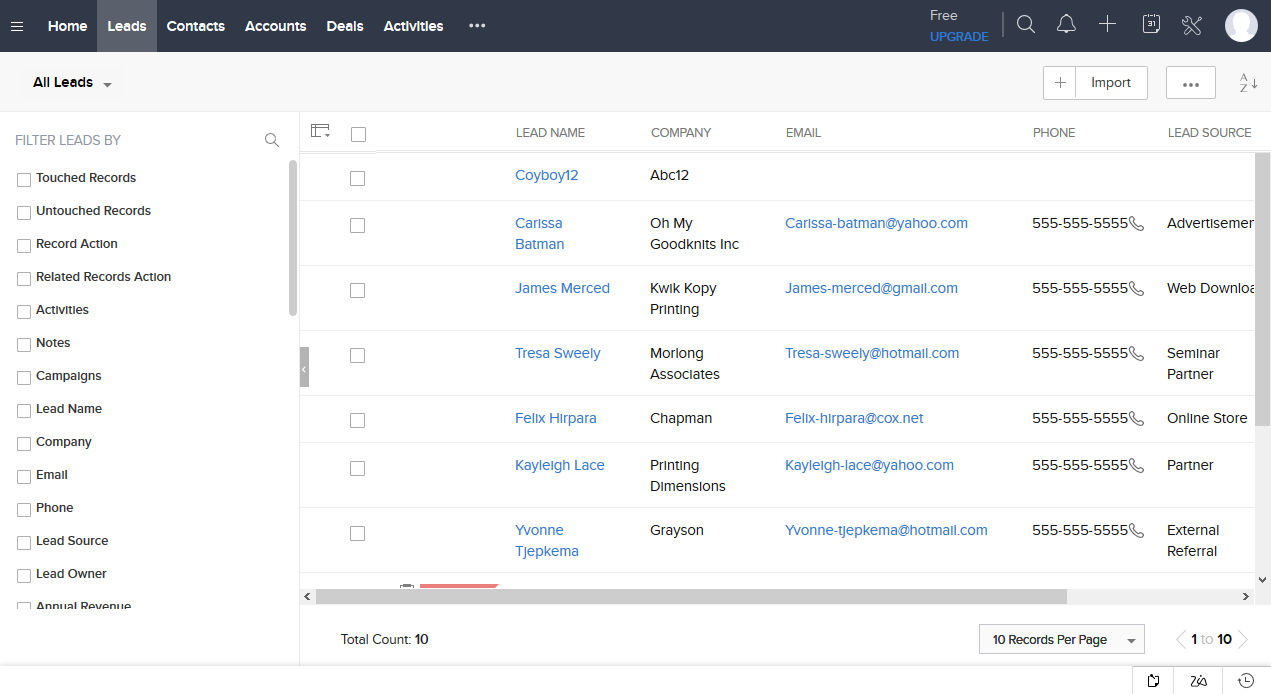 Home Leads Contacts Accounts Deals Activities
Free
UPGRADE
31
All Leads
Import
A
Z
FILTER LEADS BY
Touched Records
Untouched Records
Record Action
Related Records Action
Activities
Notes
Campaigns
Lead Name
Company
Email
Phone
Lead Source
Lead Owner
Annual Revenue
LEAD NAME COMPANY EMAIL PHONE LEAD SOURCE
Coyboy12 Abc12
Carissa Oh My Carissa-batman@yahoo.com 555-555-5555 Advertisemen
Batman Goodknits Inc
James Merced Kwik Kopy James-merced@gmail.com 555-555-5555 Web Downloa
Printing
Tresa Sweely Morlong Tresa-sweely@hotmail.com 555-555-5555 Seminar
Associates Partner
Felix Hirpara Chapman Felix-hirpara@cox.net 555-555-5555 Online Store
Kayleigh Lace Printing Kayleigh-lace@yahoo.com 555-555-5555 Partner
Dimensions
Yvonne Grayson Yvonne-tjepkema@hotmail.com 555-555-5555 External
Tjepkema Referral
Total Count: 10
10 Records Per Page
1 to 10